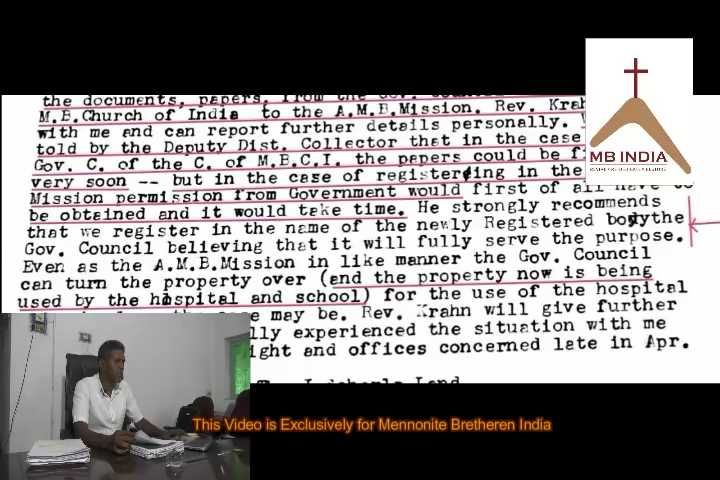 the documents, papers, from the Gov.
M.B.Church of India to the A.M.B.Mission. Rev. Krah
with me and can report further details personally.
told by the Deputy Dist. Collector that in the case
Gov. C. of the C. of M.B.C.I. the papers could be fi
very soon -- but in the case of registering in the
Mission permission from Government would first of all have to
be obtained and it would take time. He strongly recommends
that we register in the name of the newly Registered body the
Gov. Council believing that it will fully serve the purpose.
Even as the A.M.B.Mission in like manner the Gov. Council
can turn the property over (and the property now is being
used by the hospital and school) for the use of the hospital
may be. Rev. Krahn will give further
lly experienced the situation with me
ight and offices concerned late in Apr.
MB INDIA
This Video is Exclusively for Mennonite Bretheren India